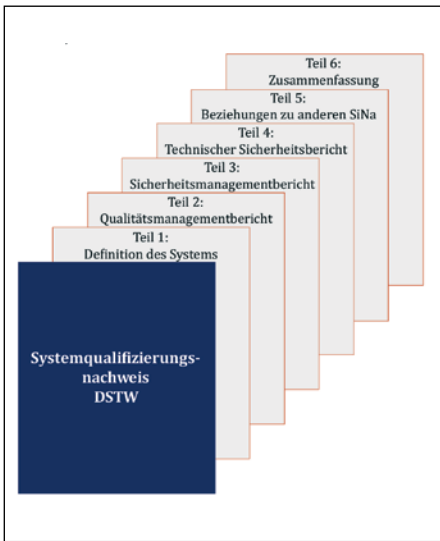 Teil 6:
Zusammenfassung
Teil 5:
Beziehungen zu anderen SiNa
Teil 4:
Technischer Sicherheitsbericht
Teil 3:
Sicherheitsmanagementbericht
Teil 2:
Qualitätsmanagementbericht
Teil 1:
Definition des Systems
Systemqualifizierungs-
nachweis
DSTW